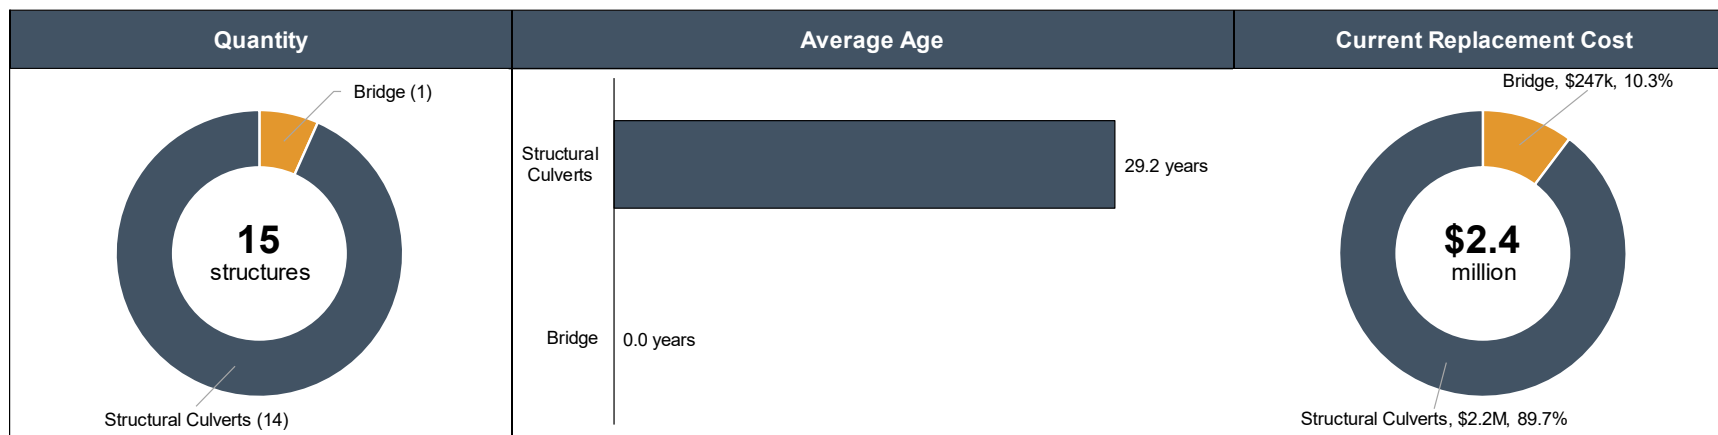 Quantity
Average Age
Current Replacement Cost
Bridge (1)
15
structures
Structural Culverts (14)
Structural
Culverts
29.2 years
Bridge
0.0 years
Bridge, $247k, 10.3%
$2.4
million
Structural Culverts, $2.2M, 89.7%